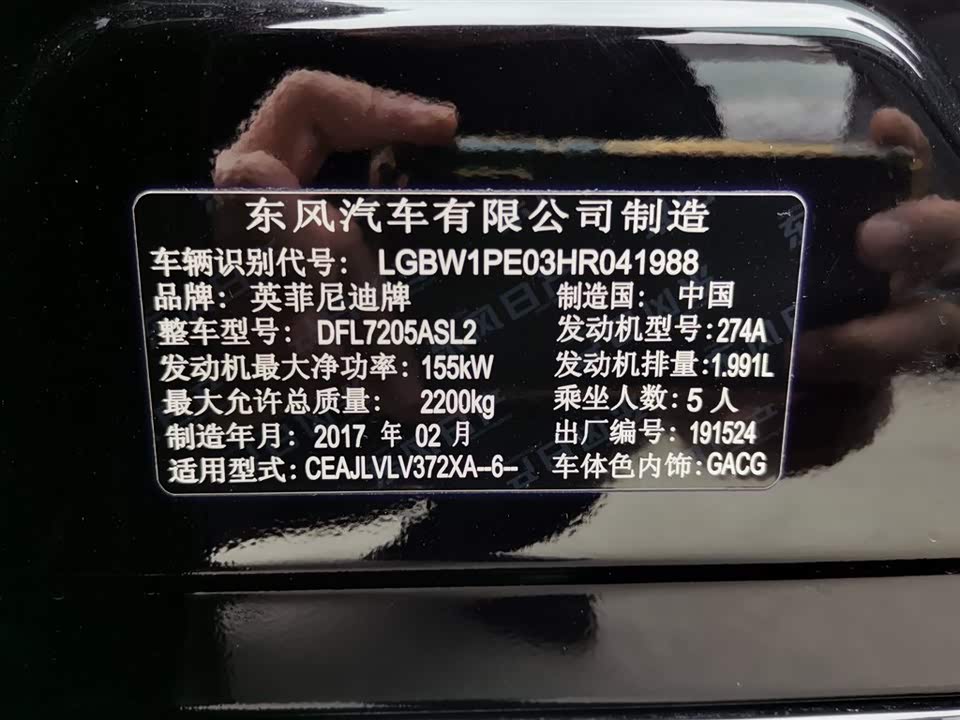 东风汽车有限公司制造
车辆识别代号： LGBW1PE03HR041988
品牌：英菲尼迪牌 制造国：中国
整车型号：DFL7205ASL2 发动机型号:274A
发动机最大净功率：155kW 发动机排量:1.991L
最大允许总质量： 2200kg 乘坐人数: 5 人
制造年月：2017 年 02 月 出厂编号: 191524
适用型式：CEAJLVLV372XA--6-- 车体色内饰:GACG